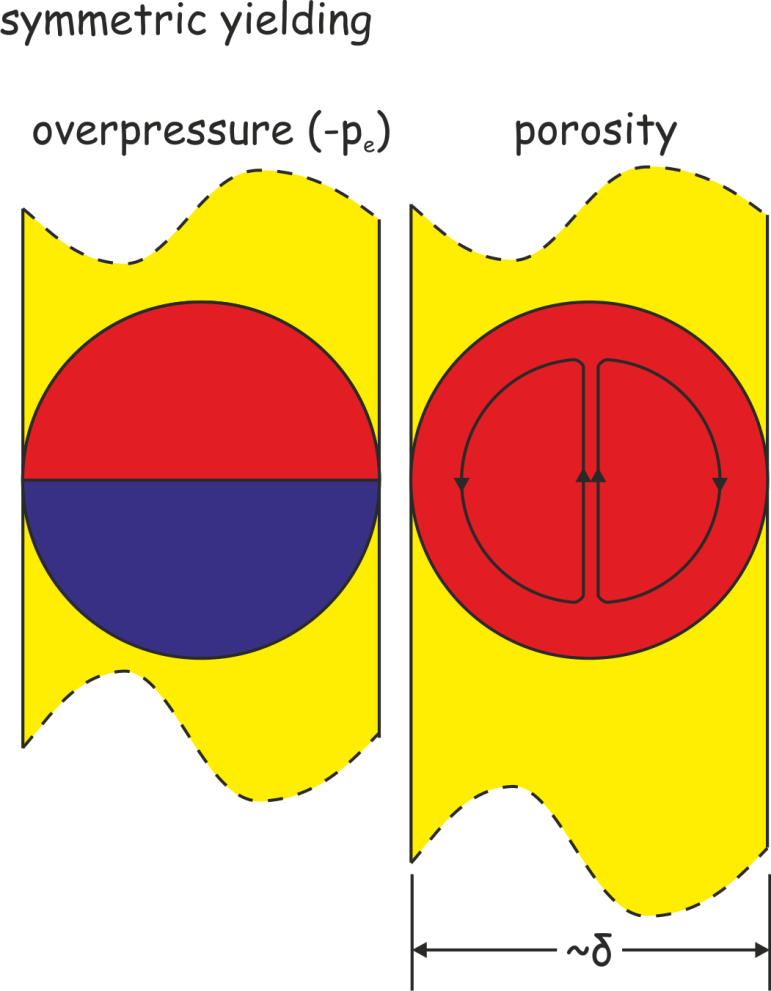 symmetric yielding
overpressure (-pₑ)
porosity
~δ